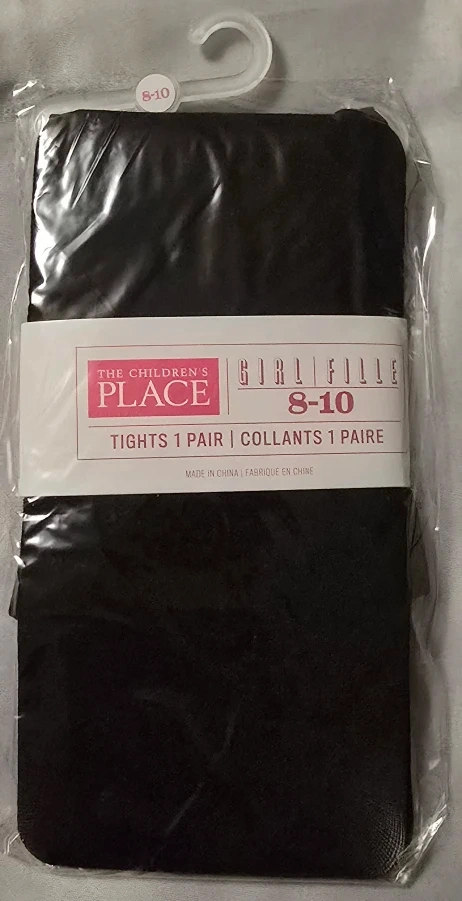 8-10
THE CHILDREN'S
PLACE
GIRL | FILLE
8-10
TIGHTS 1 PAIR | COLLANTS 1 PAIRE
MADE IN CHINA | FABRIQUE EN CHINE